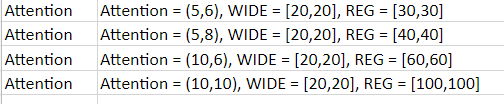 Attention Attention = (5,6), WIDE = [20,20], REG = [30,30]
Attention Attention = (5,8), WIDE = [20,20], REG = [40,40]
Attention Attention = (10,6), WIDE = [20,20], REG = [60,60]
Attention Attention = (10,10), WIDE = [20,20], REG = [100,100]